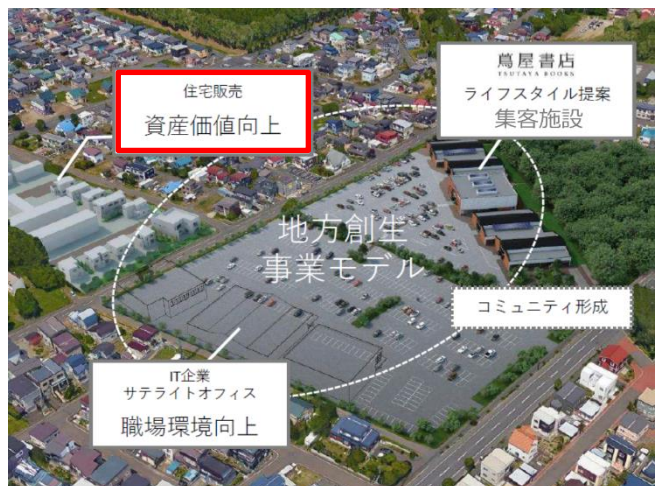 住宅販売
資産価値向上
蔦屋書店
TSUTAYA BOOKS
ライフスタイル提案
集客施設
地方創生
事業モデル
コミュニティ形成
IT企業
サテライトオフィス
職場環境向上